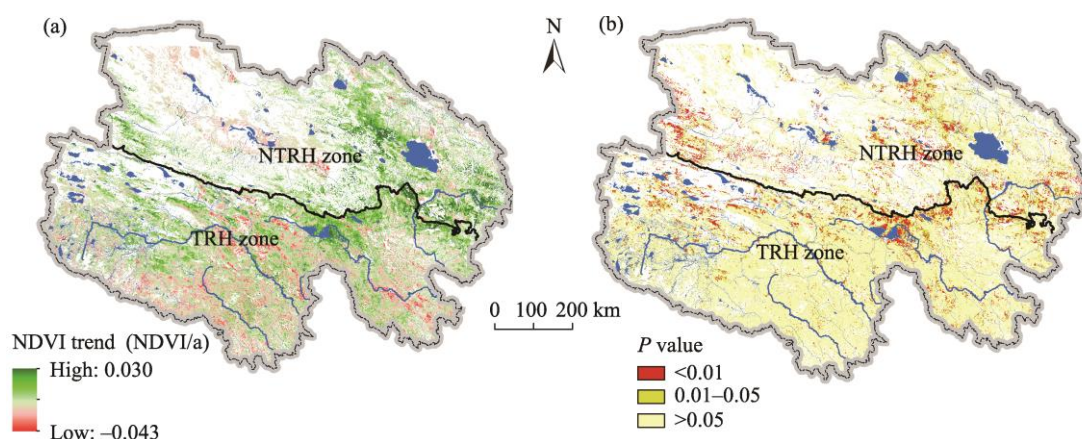 (a)
N
(b)
NTRH zone
NTRH zone
TRH zone
TRH zone
0 100 200 km
NDVI trend (NDVI/a)
High: 0.030
Low: –0.043
P value
<0.01
0.01–0.05
>0.05